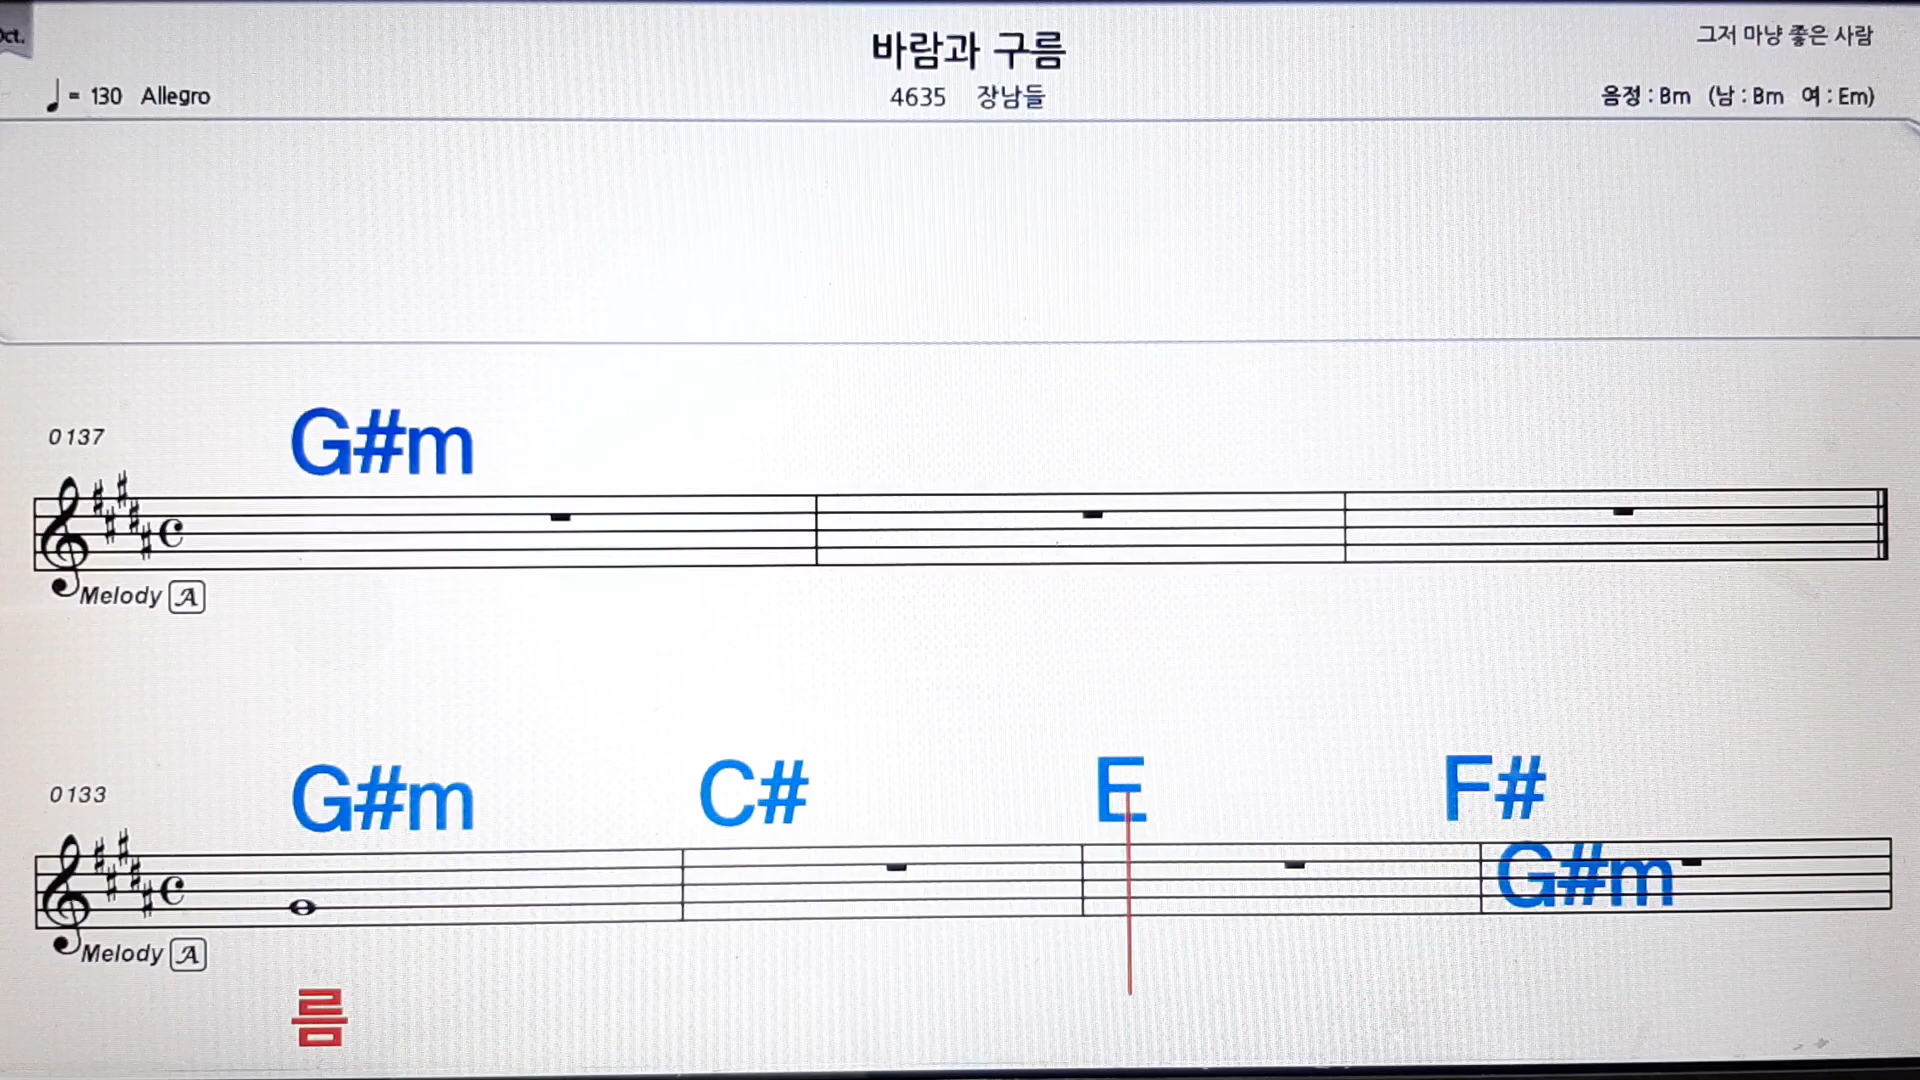 Oct.
바람과 구름
그저 마냥 좋은 사람
♩ = 130 Allegro
4635 장남들
음정 : Bm (남 : Bm 여 : Em)
0137
G#m
Melody A
0133
G#m C# E F#
G#m
Melody A
름